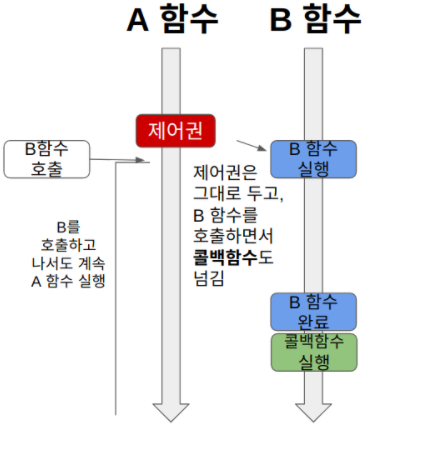 A 함수
B 함수
제어권
B함수
호출
B 함수
실행
제어권은
그대로 두고,
B 함수를
호출하면서
콜백함수도
넘김
B를
호출하고
나서도 계속
A 함수 실행
B 함수
완료
콜백함수
실행